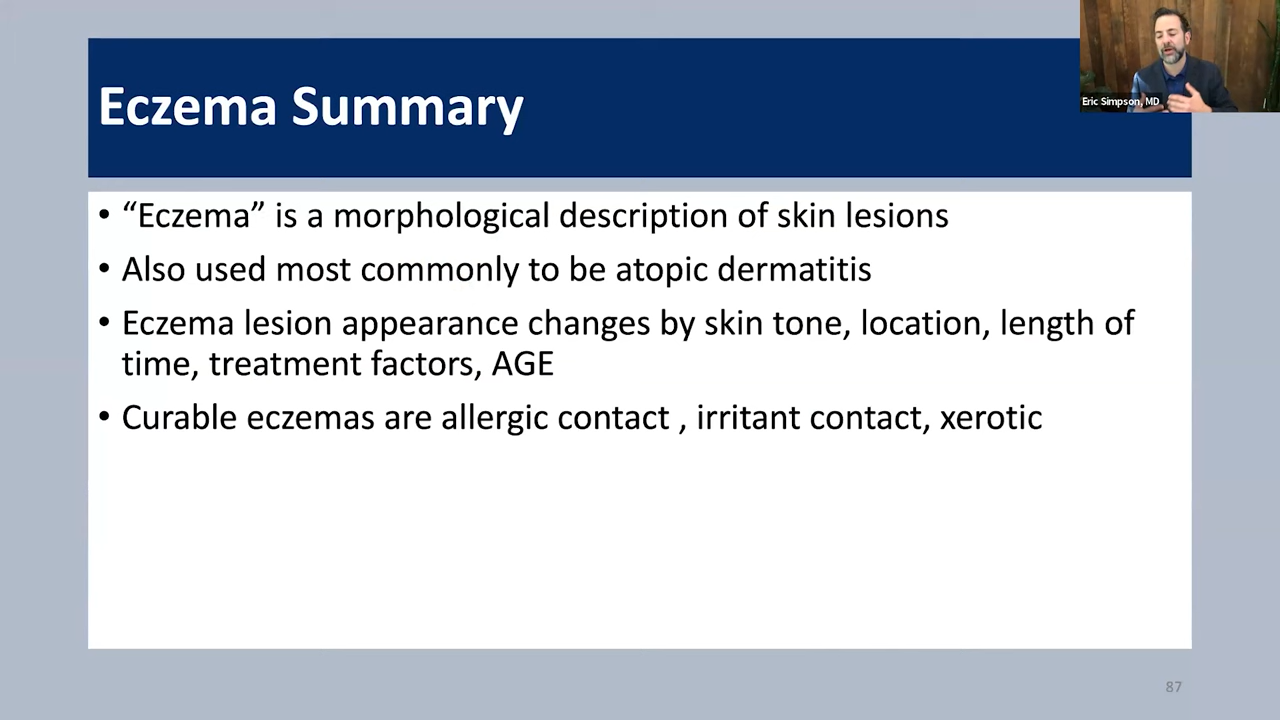 Eczema Summary
Eric Simpson, MD
• “Eczema” is a morphological description of skin lesions
• Also used most commonly to be atopic dermatitis
• Eczema lesion appearance changes by skin tone, location, length of
time, treatment factors, AGE
• Curable eczemas are allergic contact , irritant contact, xerotic
87